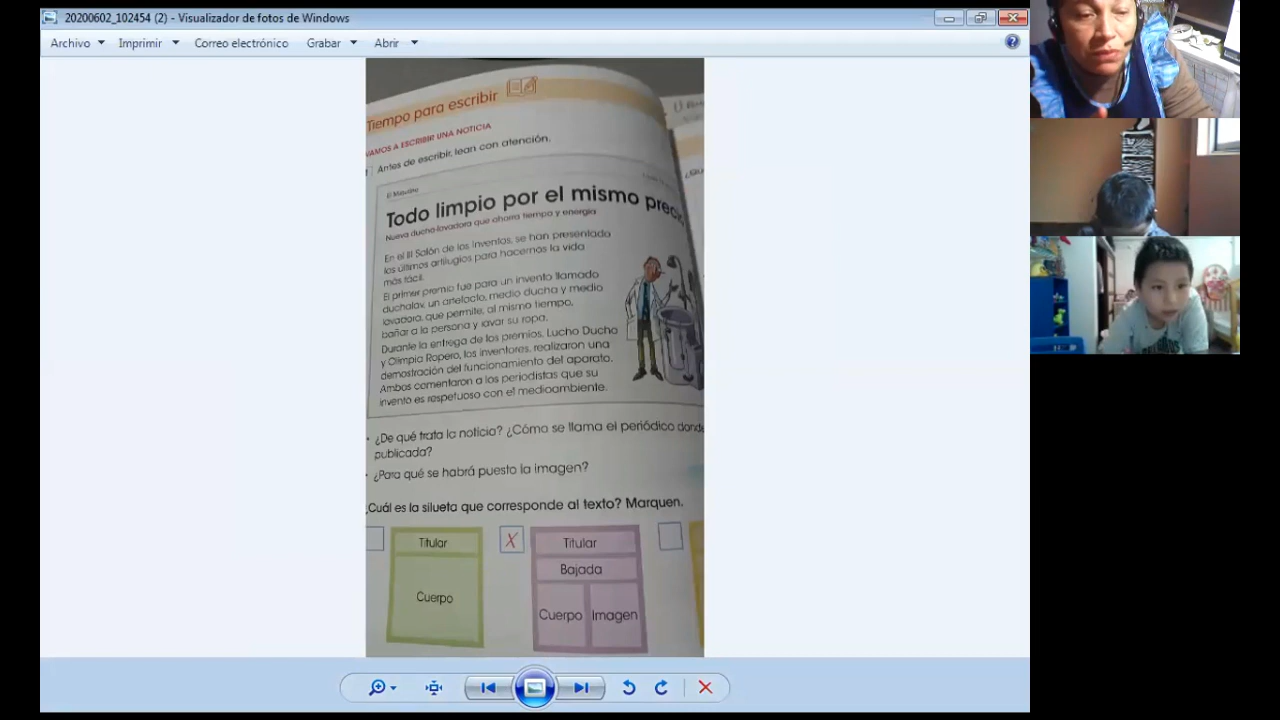 20200602_102454 (2) - Visualizador de fotos de Windows
Archivo Imprimir Correo electrónico Grabar Abrir
Tiempo para escribir
VAMOS A ESCRIBIR UNA NOTICIA
Antes de escribir, lean con atención.
El Maquino
Todo limpio por el mismo preci
Nueva ducha-lavadora que ahorra tiempo y energía
En el III Salón de los Inventos, se han presentado
los últimos artilugios para hacernos la vida
más fácil.
El primer premio fue para un invento llamado
duchalav, un artefacto, medio ducha y medio
lavadora, que permite, al mismo tiempo,
bañar a la persona y lavar su ropa.
Durante la entrega de los premios, Lucho Ducha
y Olimpia Ropero, los inventores, realizaron una
demostración del funcionamiento del aparato.
Ambos comentaron a los periodistas que su
invento es respetuoso con el medioambiente.
• ¿De qué trata la noticia? ¿Cómo se llama el periódico donde
publicada?
• ¿Para qué se habrá puesto la imagen?
¿Cuál es la silueta que corresponde al texto? Marquen.
Titular
Cuerpo
X
Titular
Bajada
Cuerpo Imagen